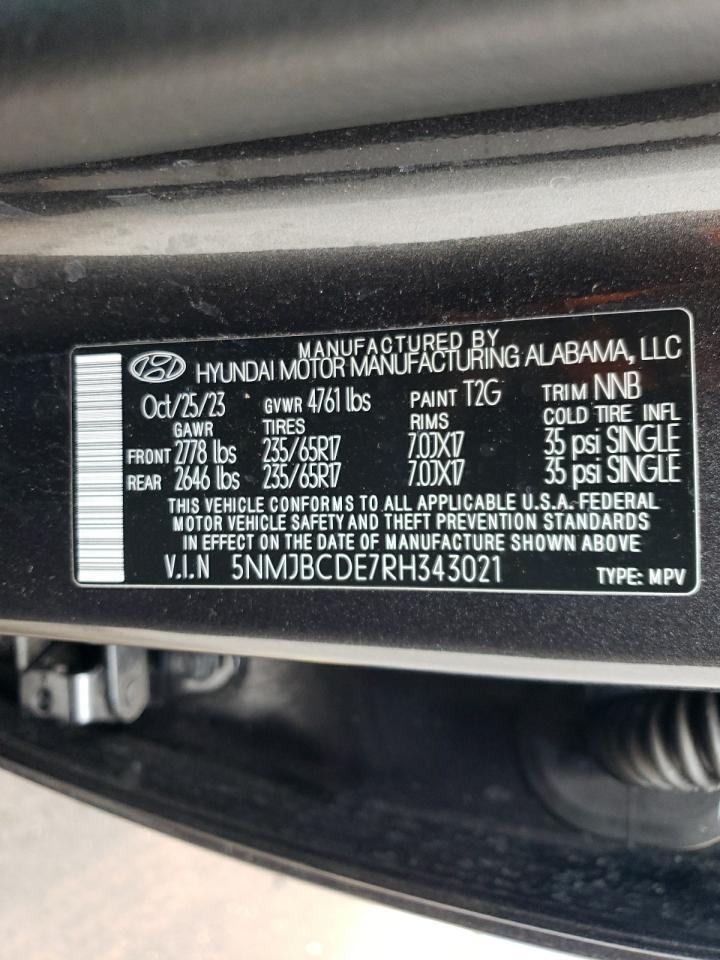 MANUFACTURED BY
HYUNDAI MOTOR MANUFACTURING ALABAMA, LLC
Oct/25/23 GVWR 4761 lbs PAINT T2G TRIM NNB
GAWR TIRES RIMS COLD TIRE INFL
FRONT 2778 lbs 235/65R17 7.0JX17 35 psi SINGLE
REAR 2646 lbs 235/65R17 7.0JX17 35 psi SINGLE
THIS VEHICLE CONFORMS TO ALL APPLICABLE U.S.A. FEDERAL
MOTOR VEHICLE SAFETY AND THEFT PREVENTION STANDARDS
IN EFFECT ON THE DATE OF MANUFACTURE SHOWN ABOVE
V.I.N 5NMJBCDE7RH343021 TYPE: MPV